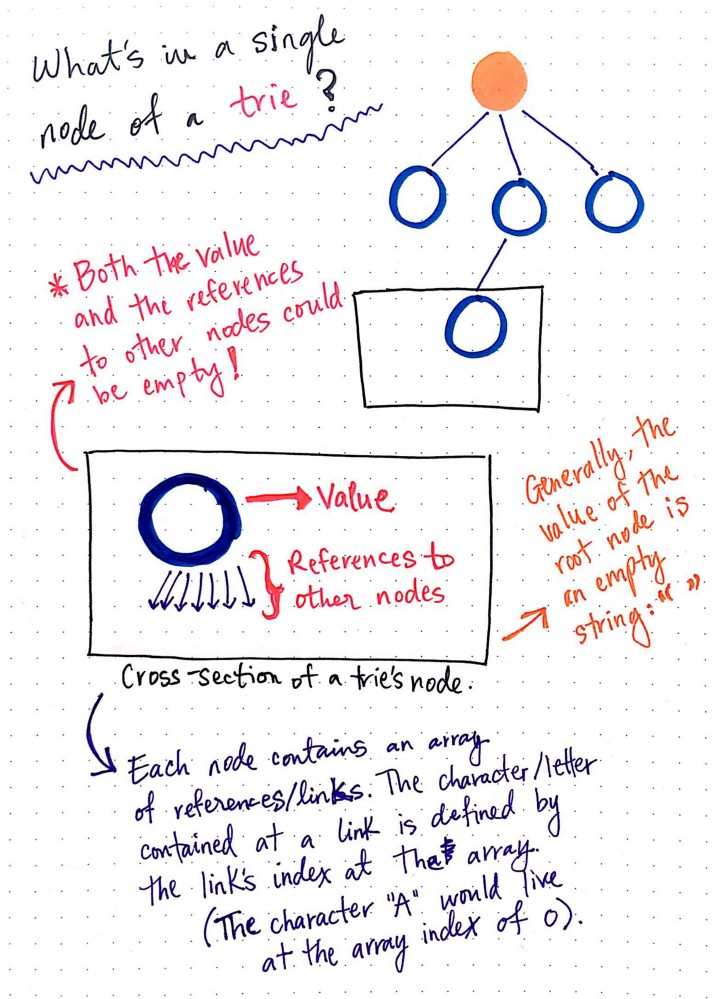 What's in a single
node of a trie?
* Both the value
and the references
to other nodes could
be empty!
Value
References to
other nodes
Generally, the
value of the
root node is
an empty
string: " "
Cross-section of a trie's node.
Each node contains an array
of references/links. The character/letter
contained at a link is defined by
the link's index at that array.
(The character "A" would live
at the array index of 0).